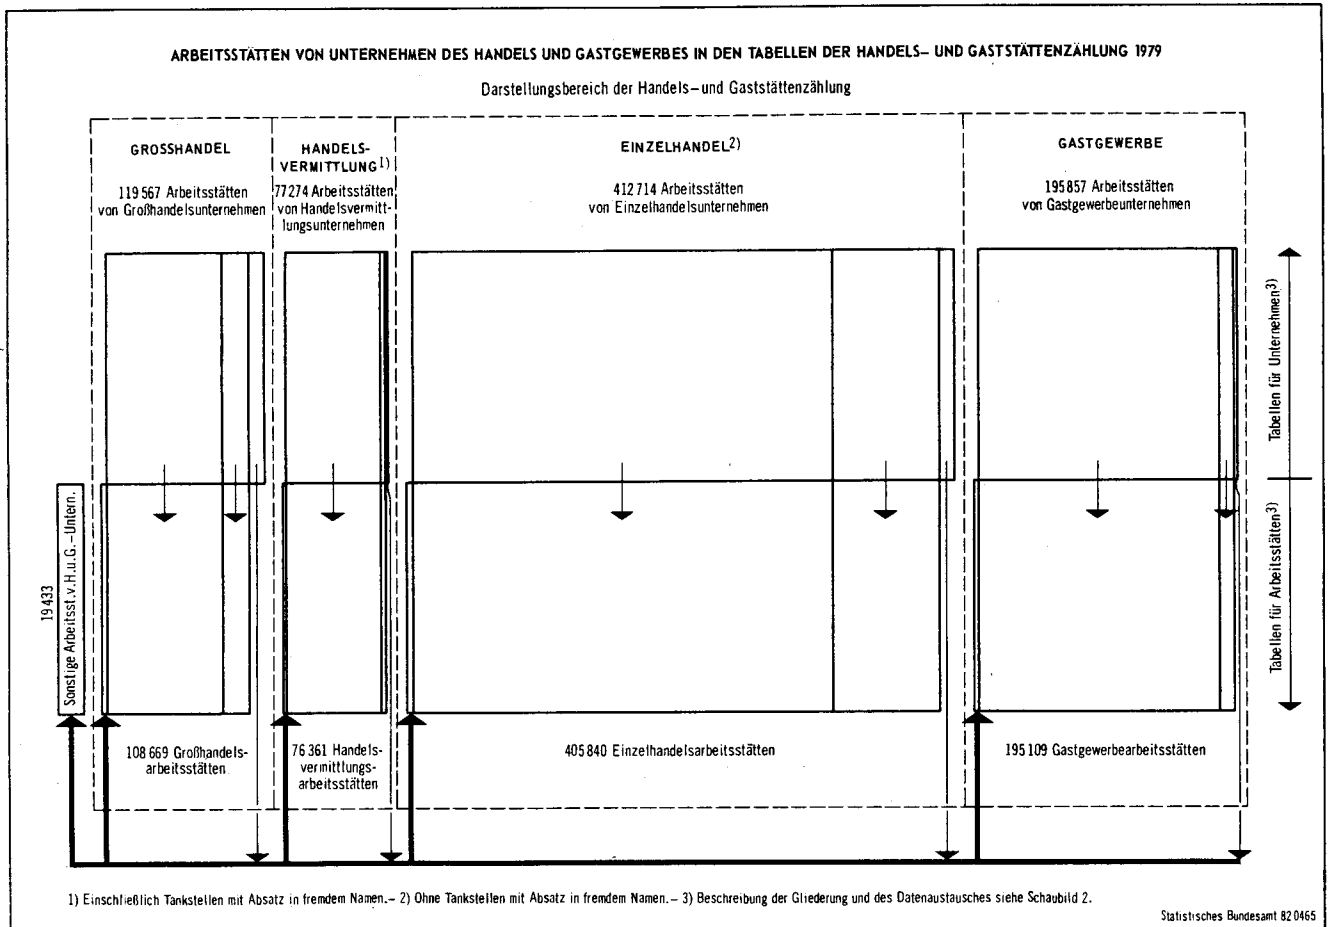 ARBEITSSTÄTTEN VON UNTERNEHMEN DES HANDELS UND GASTGEWERBES IN DEN TABELLEN DER HANDELS– UND GASTSTÄTTENZÄHLUNG 1979
Darstellungsbereich der Handels– und Gaststättenzählung
GROSSHANDEL
119 567 Arbeitsstätten
von Großhandelsunternehmen
HANDELS-
VERMITTLUNG1)
77 274 Arbeitsstätten
von Handelsvermitt-
lungsunternehmen
EINZELHANDEL2)
412 714 Arbeitsstätten
von Einzelhandelsunternehmen
GASTGEWERBE
195 857 Arbeitsstätten
von Gastgewerbeunternehmen
Tabellen für Unternehmen3)
Tabellen für Arbeitsstätten3)
19 433
Sonstige Arbeitsst.v.H.u.G.–Untern.
108 669 Großhandels-
arbeitsstätten
76 361 Handels-
vermittlungs-
arbeitsstätten
405 840 Einzelhandelsarbeitsstätten
195 109 Gastgewerbearbeitsstätten
1) Einschließlich Tankstellen mit Absatz in fremdem Namen.– 2) Ohne Tankstellen mit Absatz in fremdem Namen.– 3) Beschreibung der Gliederung und des Datenaustausches siehe Schaubild 2.
Statistisches Bundesamt 82 0465